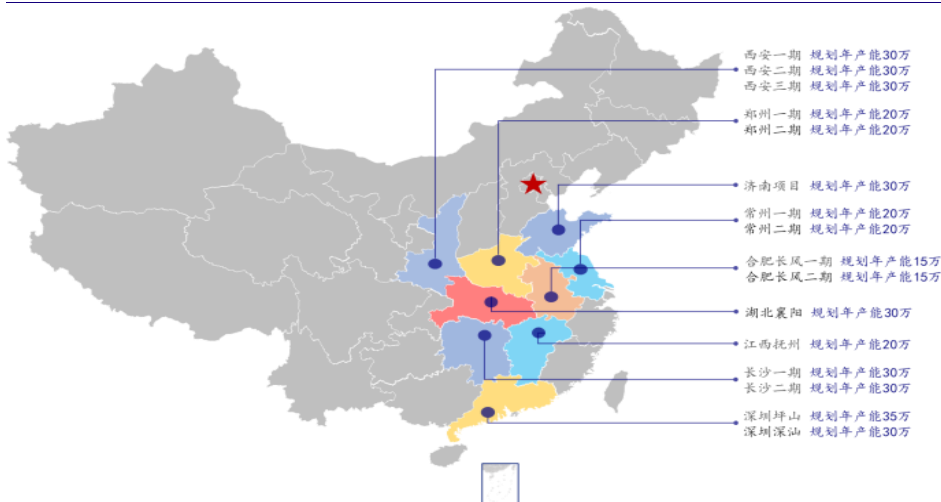 西安一期 规划年产能30万
西安二期 规划年产能30万
西安三期 规划年产能30万
郑州一期 规划年产能20万
郑州二期 规划年产能20万
济南项目 规划年产能30万
常州一期 规划年产能20万
常州二期 规划年产能20万
合肥长风一期 规划年产能15万
合肥长风二期 规划年产能15万
湖北襄阳 规划年产能30万
江西抚州 规划年产能20万
长沙一期 规划年产能30万
长沙二期 规划年产能30万
深圳坪山 规划年产能35万
深圳深汕 规划年产能30万